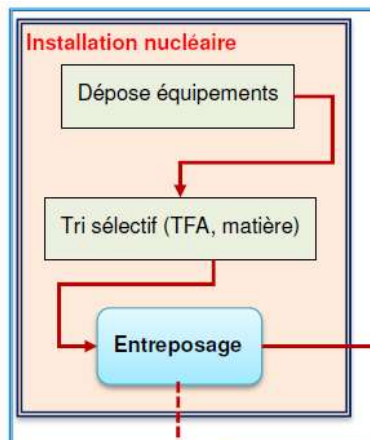 Installation nucléaire
Dépose équipements
Tri sélectif (TFA, matière)
Entreposage